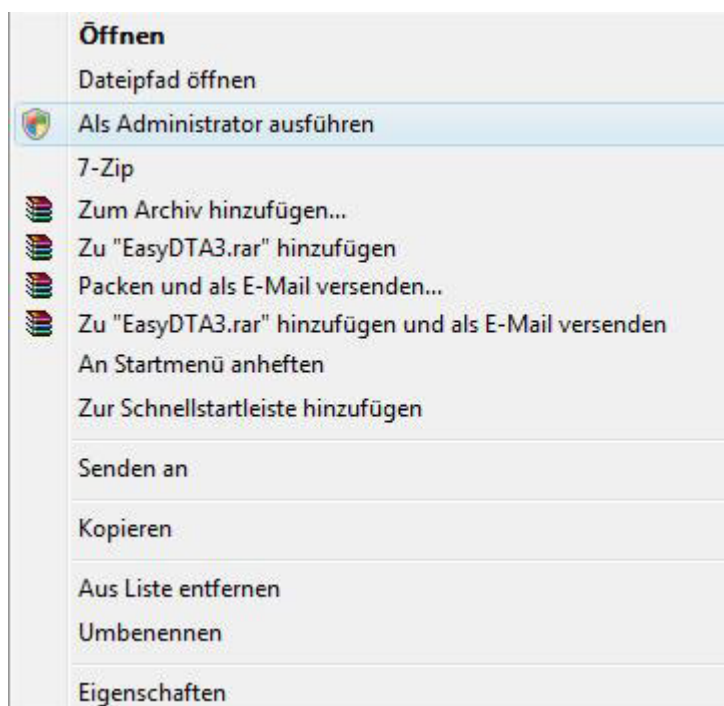 Öffnen
Dateipfad öffnen
Als Administrator ausführen
7-Zip
Zum Archiv hinzufügen...
Zu "EasyDTA3.rar" hinzufügen
Packen und als E-Mail versenden...
Zu "EasyDTA3.rar" hinzufügen und als E-Mail versenden
An Startmenü anheften
Zur Schnellstartleiste hinzufügen
Senden an
Kopieren
Aus Liste entfernen
Umbenennen
Eigenschaften